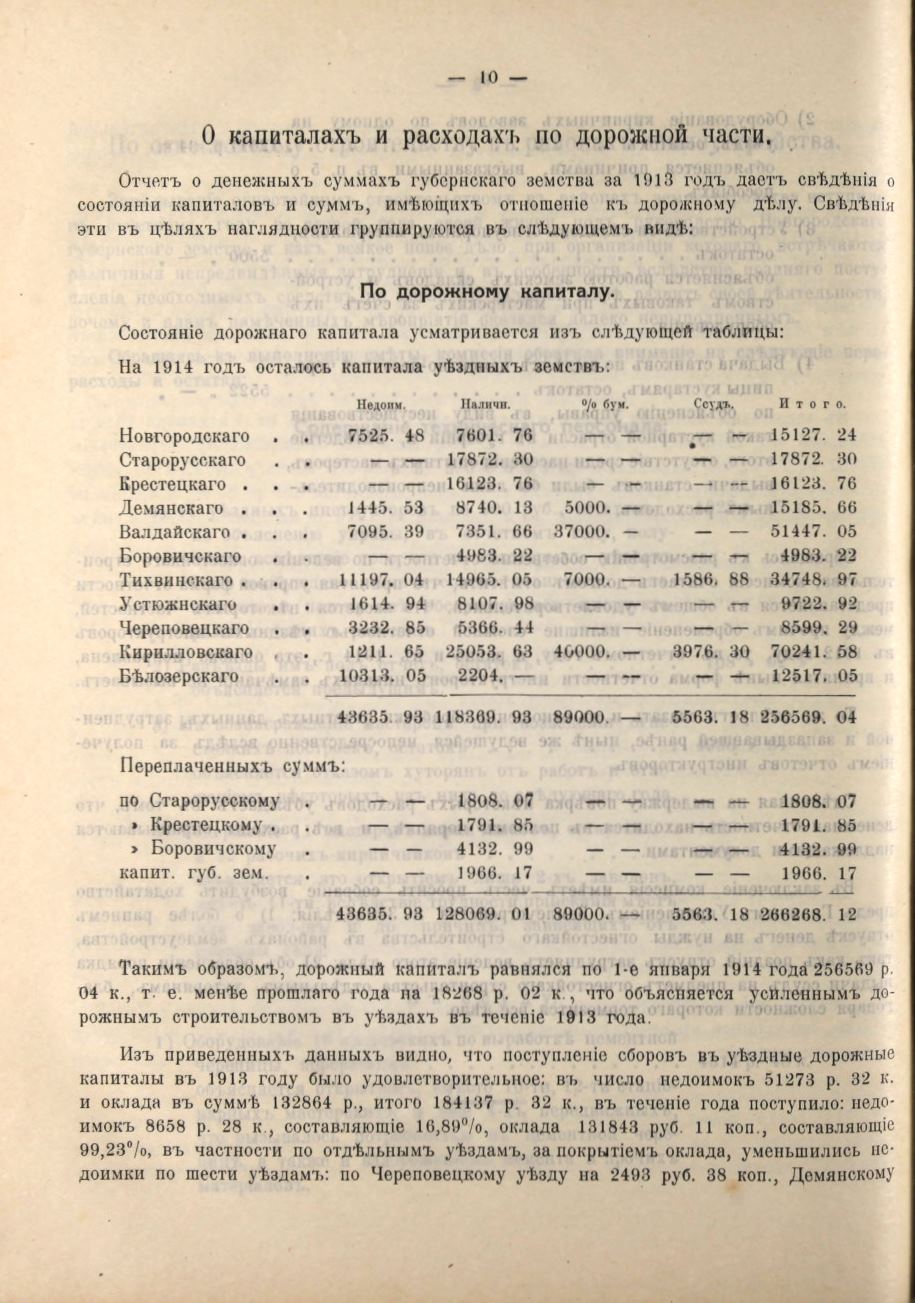 — 10 —
О капиталахъ и расходахъ по дорожной части.
Отчетъ о денежныхъ суммахъ губернскаго земства за 1913 годъ даетъ свѣдѣнія о
состояніи капиталовъ и суммъ, имѣющихъ отношеніе къ дорожному дѣлу. Свѣдѣнія
эти въ цѣляхъ наглядности группируются въ слѣдующемъ видѣ:
По дорожному капиталу.
Состояніе дорожнаго капитала усматривается изъ слѣдующей таблицы:
На 1914 годъ осталось капитала уѣздныхъ земствъ:
Недоим. Наличн. % бум. Ссудъ. Итого.
Новгородскаго . . 7525. 48 7601. 76 — — — — 15127. 24
Старорусскаго . . — — 17872. 30 — — — — 17872. 30
Крестецкаго . . . — — 16123. 76 — — — — 16123. 76
Демянскаго . . . 1445. 53 8740. 13 5000. — — — 15185. 66
Валдайскаго . . . 7095. 39 7351. 66 37000. — — — 51447. 05
Боровичскаго . . — — 4983. 22 — — — — 4983. 22
Тихвинскаго . . . 11197. 04 14965. 05 7000. — 1586. 88 34748. 97
Устюжнскаго . . 1614. 94 8107. 98 — — — — 9722. 92
Череповецкаго . . 3232. 85 5366. 44 — — — — 8599. 29
Кирилловскаго . . 1211. 65 25053. 63 40000. — 3976. 30 70241. 58
Бѣлозерскаго . . 10313. 05 2204. — — — — — 12517. 05
43635. 93 118369. 93 89000. — 5563. 18 256569. 04
Переплаченныхъ суммъ:
по Старорусскому . — — 1808. 07 — — — — 1808. 07
» Крестецкому . . — — 1791. 85 — — — — 1791. 85
» Боровичскому . — — 4132. 99 — — — — 4132. 99
капит. губ. зем. . — — 1966. 17 — — — — 1966. 17
43635. 93 128069. 01 89000. — 5563. 18 266268. 12
Такимъ образомъ, дорожный капиталъ равнялся по 1-е января 1914 года 256569 р.
04 к., т. е. менѣе прошлаго года на 18268 р. 02 к., что объясняется усиленнымъ до-
рожнымъ строительствомъ въ уѣздахъ въ теченіе 1913 года.
Изъ приведенныхъ данныхъ видно, что поступленіе сборовъ въ уѣздные дорожные
капиталы въ 1913 году было удовлетворительное: въ число недоимокъ 51273 р. 32 к.
и оклада въ суммѣ 132864 р., итого 184137 р. 32 к., въ теченіе года поступило: недо-
имокъ 8658 р. 28 к., составляющіе 16,89%, оклада 131843 руб. 11 коп., составляющіе
99,23%, въ частности по отдѣльнымъ уѣздамъ, за покрытіемъ оклада, уменьшились не-
доимки по шести уѣздамъ: по Череповецкому уѣзду на 2493 руб. 38 коп., Демянскому